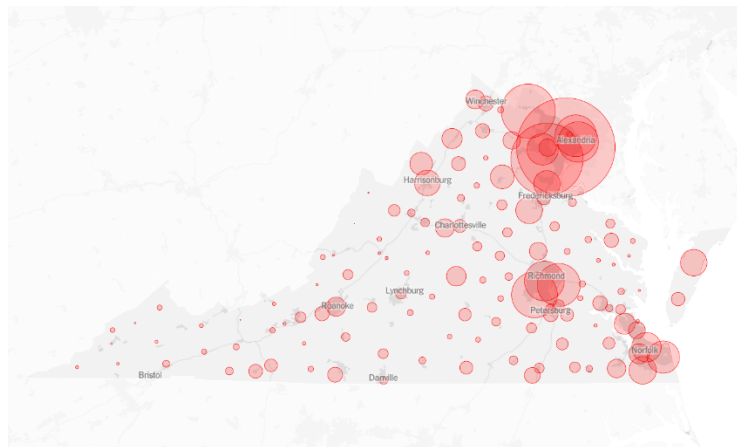 Winchester
Alexandria
Harrisonburg
Fredericksburg
Charlottesville
Richmond
Lynchburg
Roanoke
Petersburg
Norfolk
Bristol
Danville